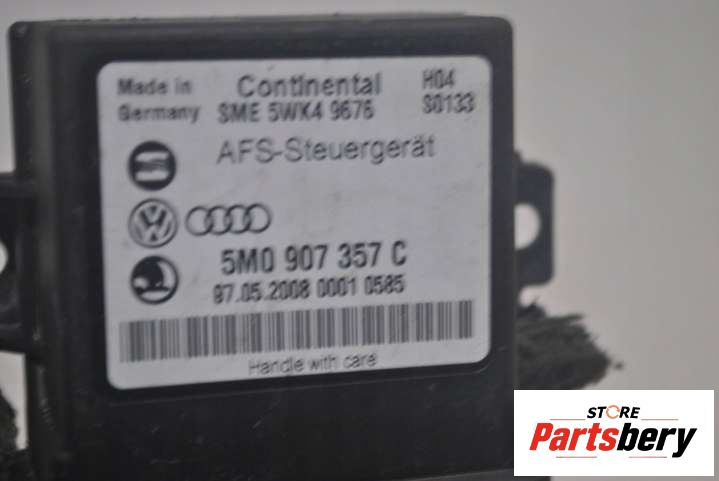 Made in
Germany
Continental
SME 5WK4 9676
H04
S0133
AFS-Steuergerät
5M0 907 357 C
97.05.2008 0001 0585
Handle with care
STORE
Partsbery